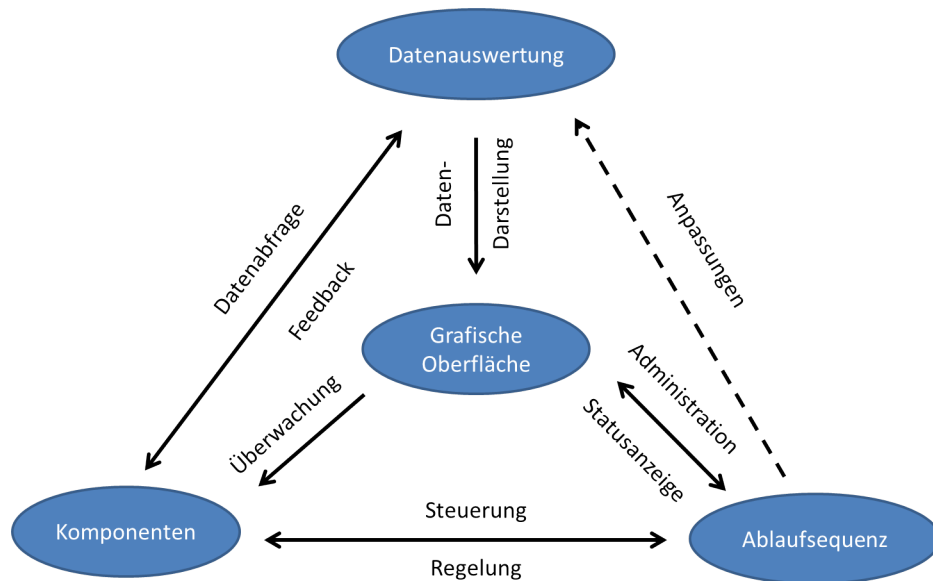 Datenauswertung
Daten-
Darstellung
Datenabfrage
Feedback
Anpassungen
Grafische
Oberfläche
Überwachung
Administration
Statusanzeige
Komponenten
Steuerung
Regelung
Ablaufsequenz